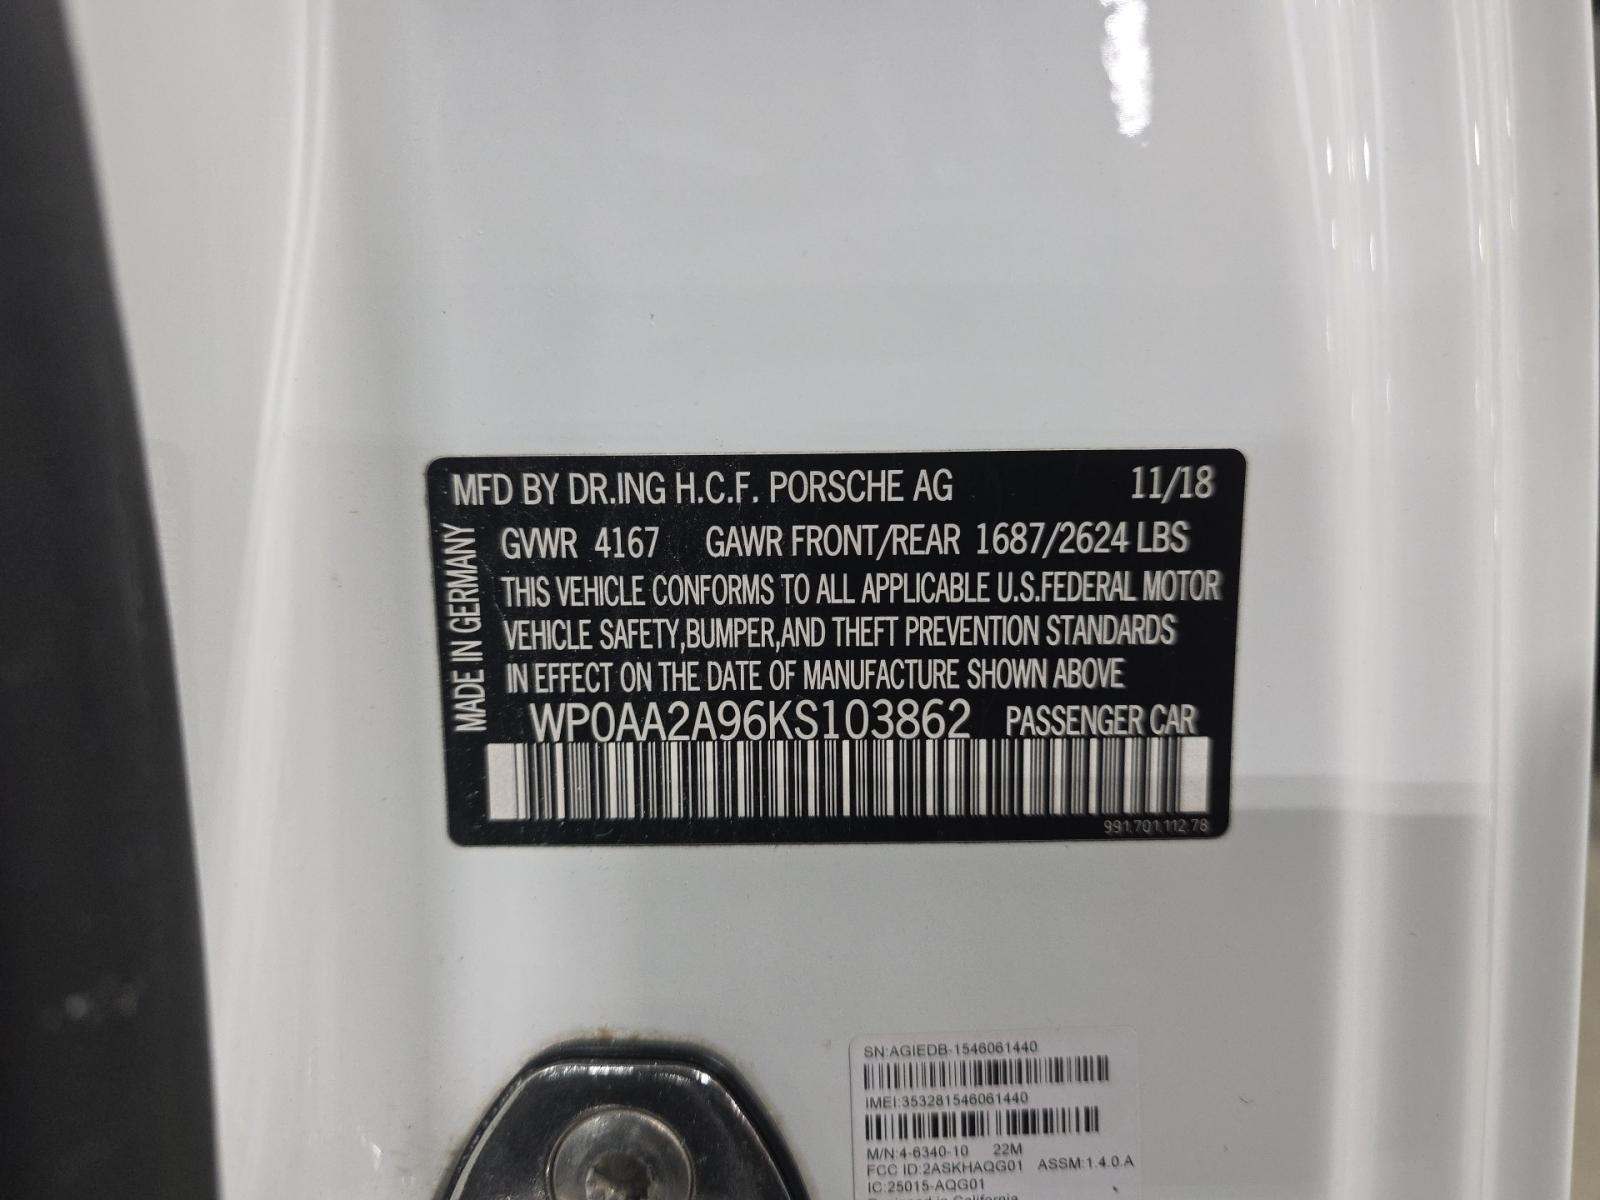 MFD BY DR.ING H.C.F. PORSCHE AG 11/18
GVWR 4167 GAWR FRONT/REAR 1687/2624 LBS
THIS VEHICLE CONFORMS TO ALL APPLICABLE U.S.FEDERAL MOTOR
VEHICLE SAFETY,BUMPER,AND THEFT PREVENTION STANDARDS
IN EFFECT ON THE DATE OF MANUFACTURE SHOWN ABOVE
WP0AA2A96KS103862 PASSENGER CAR
991.701.112.78
MADE IN GERMANY
SN:AGIEDB-1546061440
IMEI:353281546061440
M/N:4-6340-10 22M
FCC ID:2ASKHAQG01 ASSM:1.4.0.A
IC:25015-AQG01
Designed in California